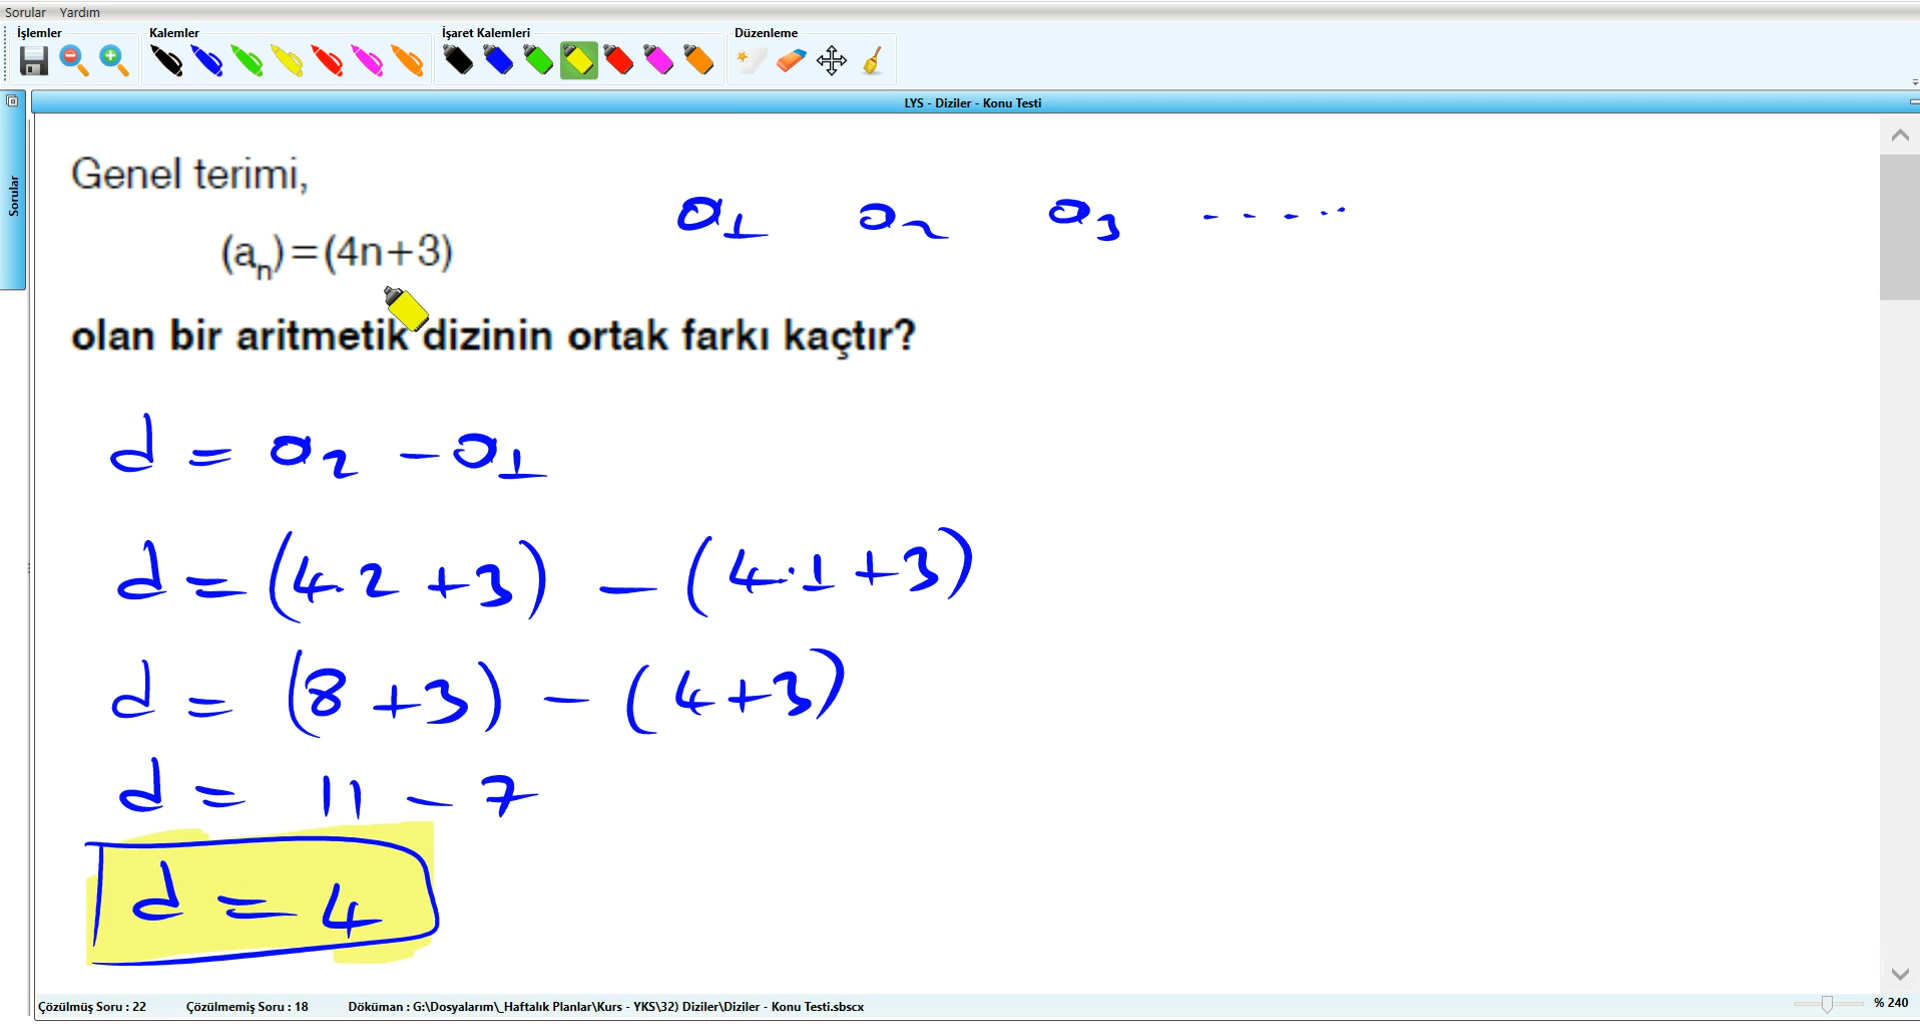 Sorular Yardım
İşlemler Kalemler İşaret Kalemleri Düzenleme
LYS - Diziler - Konu Testi
Sorular
Genel terimi,
a₁ a₂ a₃ .....
(aₙ)=(4n+3)
olan bir aritmetik dizinin ortak farkı kaçtır?
d = a₂ - a₁
d = (4.2 +3) - (4.1 +3)
d = (8 +3) - (4+3)
d = 11 - 7
d = 4
Çözülmüş Soru : 22 Çözülmemiş Soru : 18 Döküman : G:\Dosyalarım\_Haftalık Planlar\Kurs - YKS\32) Diziler\Diziler - Konu Testi.sbscx % 240